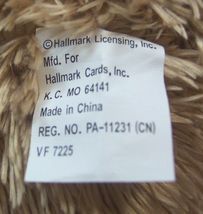 ©Hallmark Licensing, Inc.
Mfd. For
Hallmark Cards, Inc.
K. C. MO 64141
Made in China
REG. NO. PA-11231 (CN)
VF 7225